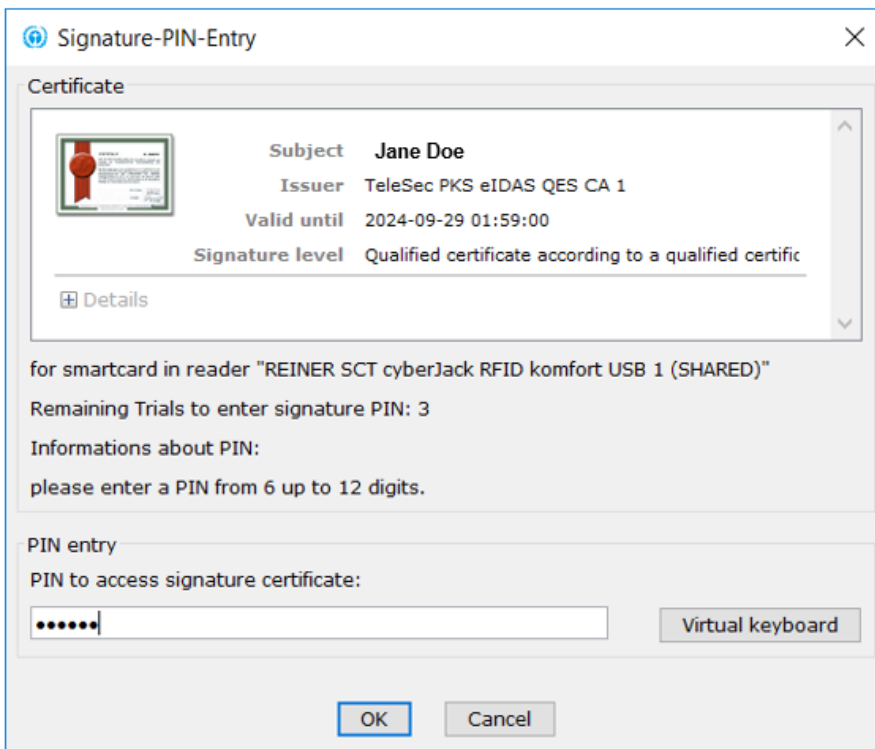 Signature-PIN-Entry
Certificate
Subject Jane Doe
Issuer TeleSec PKS eIDAS QES CA 1
Valid until 2024-09-29 01:59:00
Signature level Qualified certificate according to a qualified certific
Details
for smartcard in reader "REINER SCT cyberJack RFID komfort USB 1 (SHARED)"
Remaining Trials to enter signature PIN: 3
Informations about PIN:
please enter a PIN from 6 up to 12 digits.
PIN entry
PIN to access signature certificate:
••••••
Virtual keyboard
OK Cancel